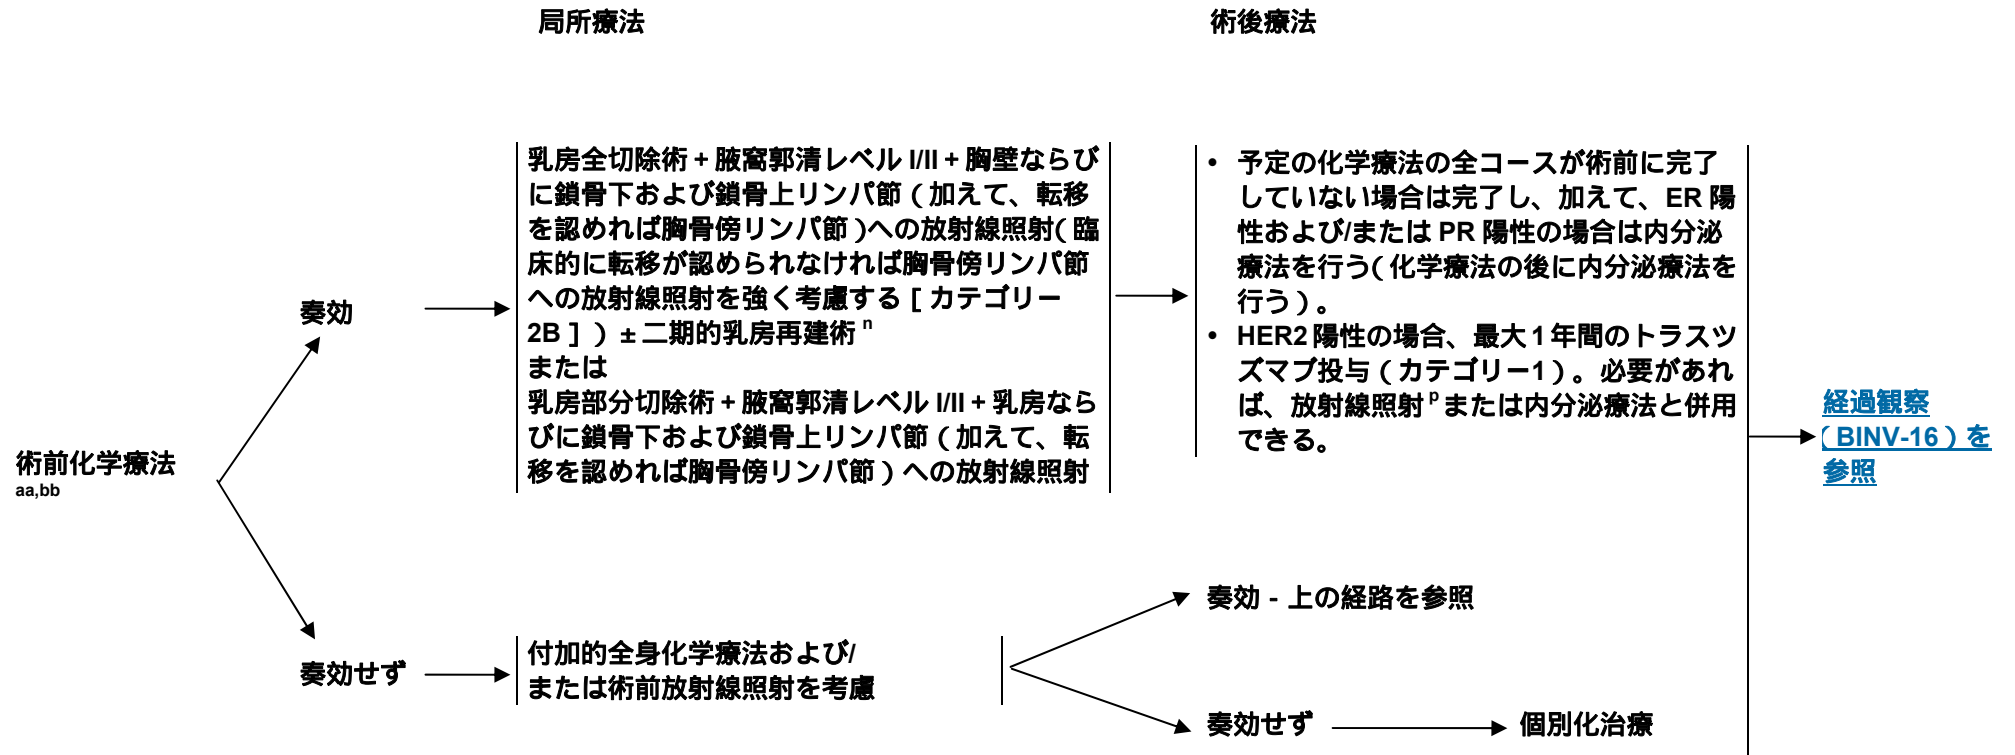 局所療法
術後療法
術前化学療法
aa,bb
奏効
乳房全切除術 + 腋窩郭清レベル I/II + 胸壁ならび
に鎖骨下および鎖骨上リンパ節（加えて、転移
を認めれば胸骨傍リンパ節）への放射線照射（臨
床的に転移が認められなければ胸骨傍リンパ節
への放射線照射を強く考慮する［カテゴリー
2B］）± 二期的乳房再建術 n
または
乳房部分切除術 + 腋窩郭清レベル I/II + 乳房なら
びに鎖骨下および鎖骨上リンパ節（加えて、転
移を認めれば胸骨傍リンパ節）への放射線照射
• 予定の化学療法の全コースが術前に完了
していない場合は完了し、加えて、ER 陽
性および/または PR 陽性の場合は内分泌
療法を行う（化学療法の後に内分泌療法を
行う）。
• HER2 陽性の場合、最大 1 年間のトラスツ
ズマブ投与（カテゴリー1）。必要があれ
ば、放射線照射 p または内分泌療法と併用
できる。
経過観察
（BINV-16）を
参照
奏効せず
付加的全身化学療法および/
または術前放射線照射を考慮
奏効 - 上の経路を参照
奏効せず
個別化治療